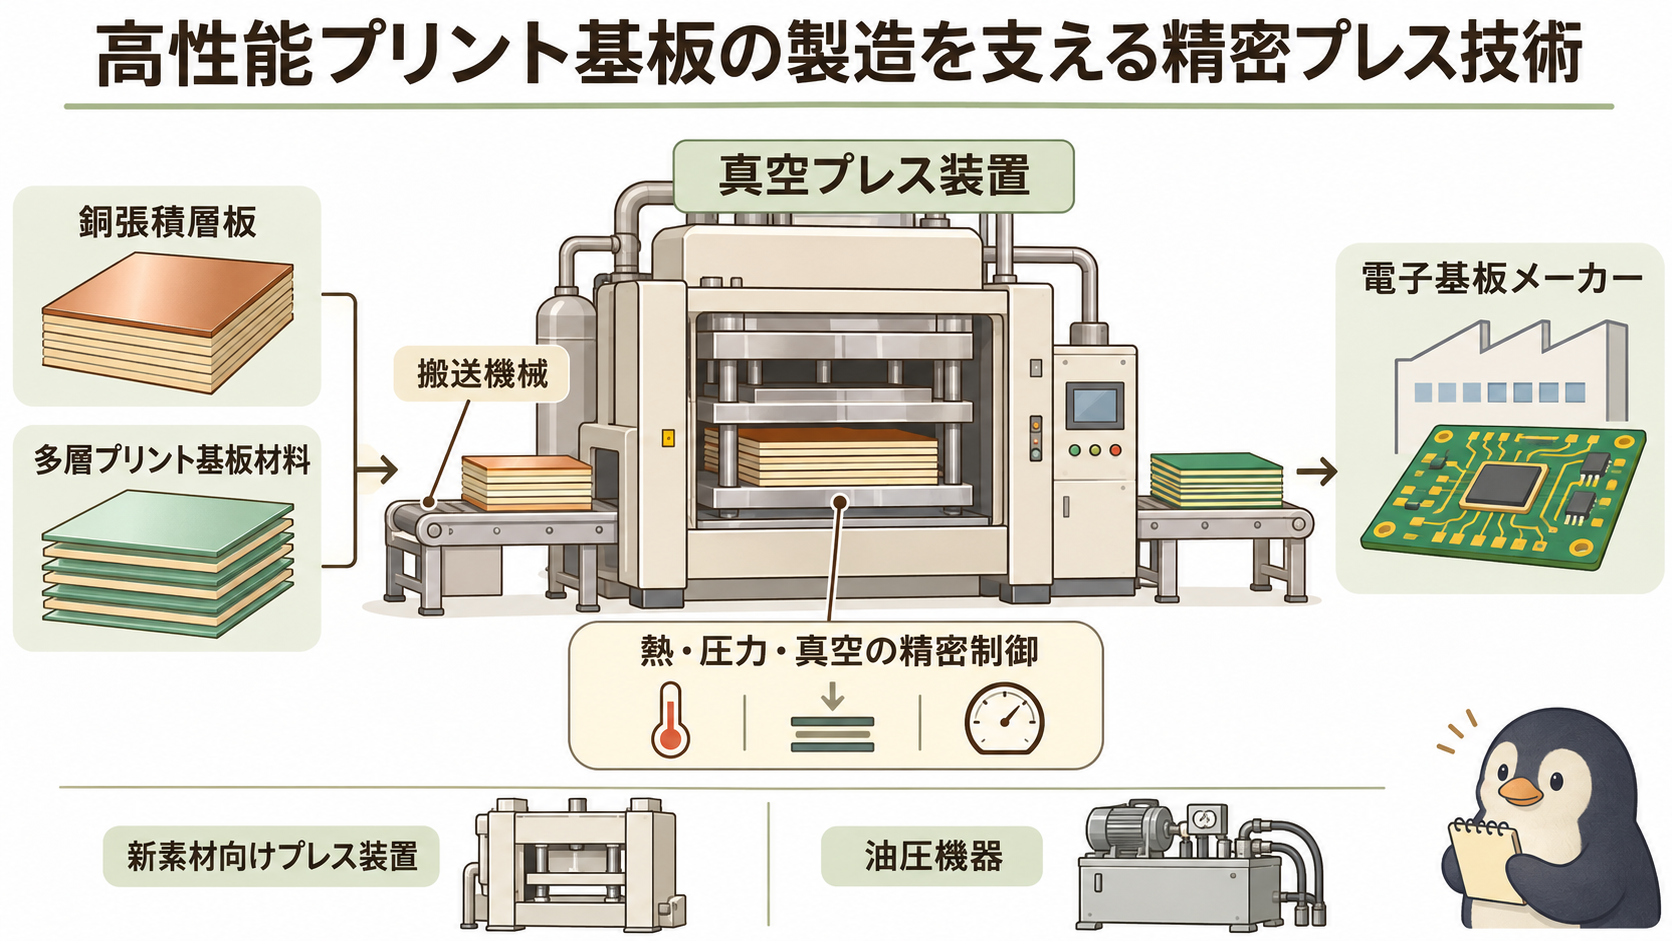 高性能プリント基板の製造を支える精密プレス技術
真空プレス装置
銅張積層板
多層プリント基板材料
搬送機械
電子基板メーカー
熱・圧力・真空の精密制御
新素材向けプレス装置
油圧機器